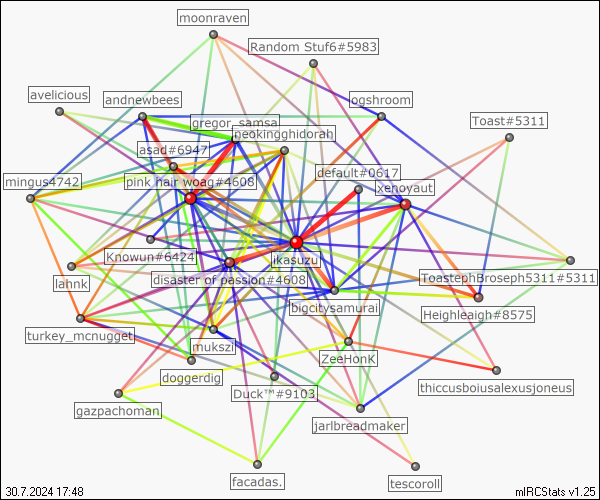 moonraven
Random Stuf6#5983
avelicious
andnewbees
ogshroom
gregor_samsa
neokingghidorah
Toast#5311
asad#6947
default#0617
mingus4742
pink hair woag#4608
xenoyaut
Knowun#6424
ikasuzu
lahnk
disaster of passion#4608
ToastephBroseph5311#5311
bigcitysamurai
Heighleigh#8575
turkey_mcnugget
mukszi
ZeeHonK
doggerdig
thiccusboiusalexusjoneus
Duck™#9103
gazpachoman
jarlbreadmaker
facadas.
tescoroll
30.7.2024 17:48
mIRCStats v1.25